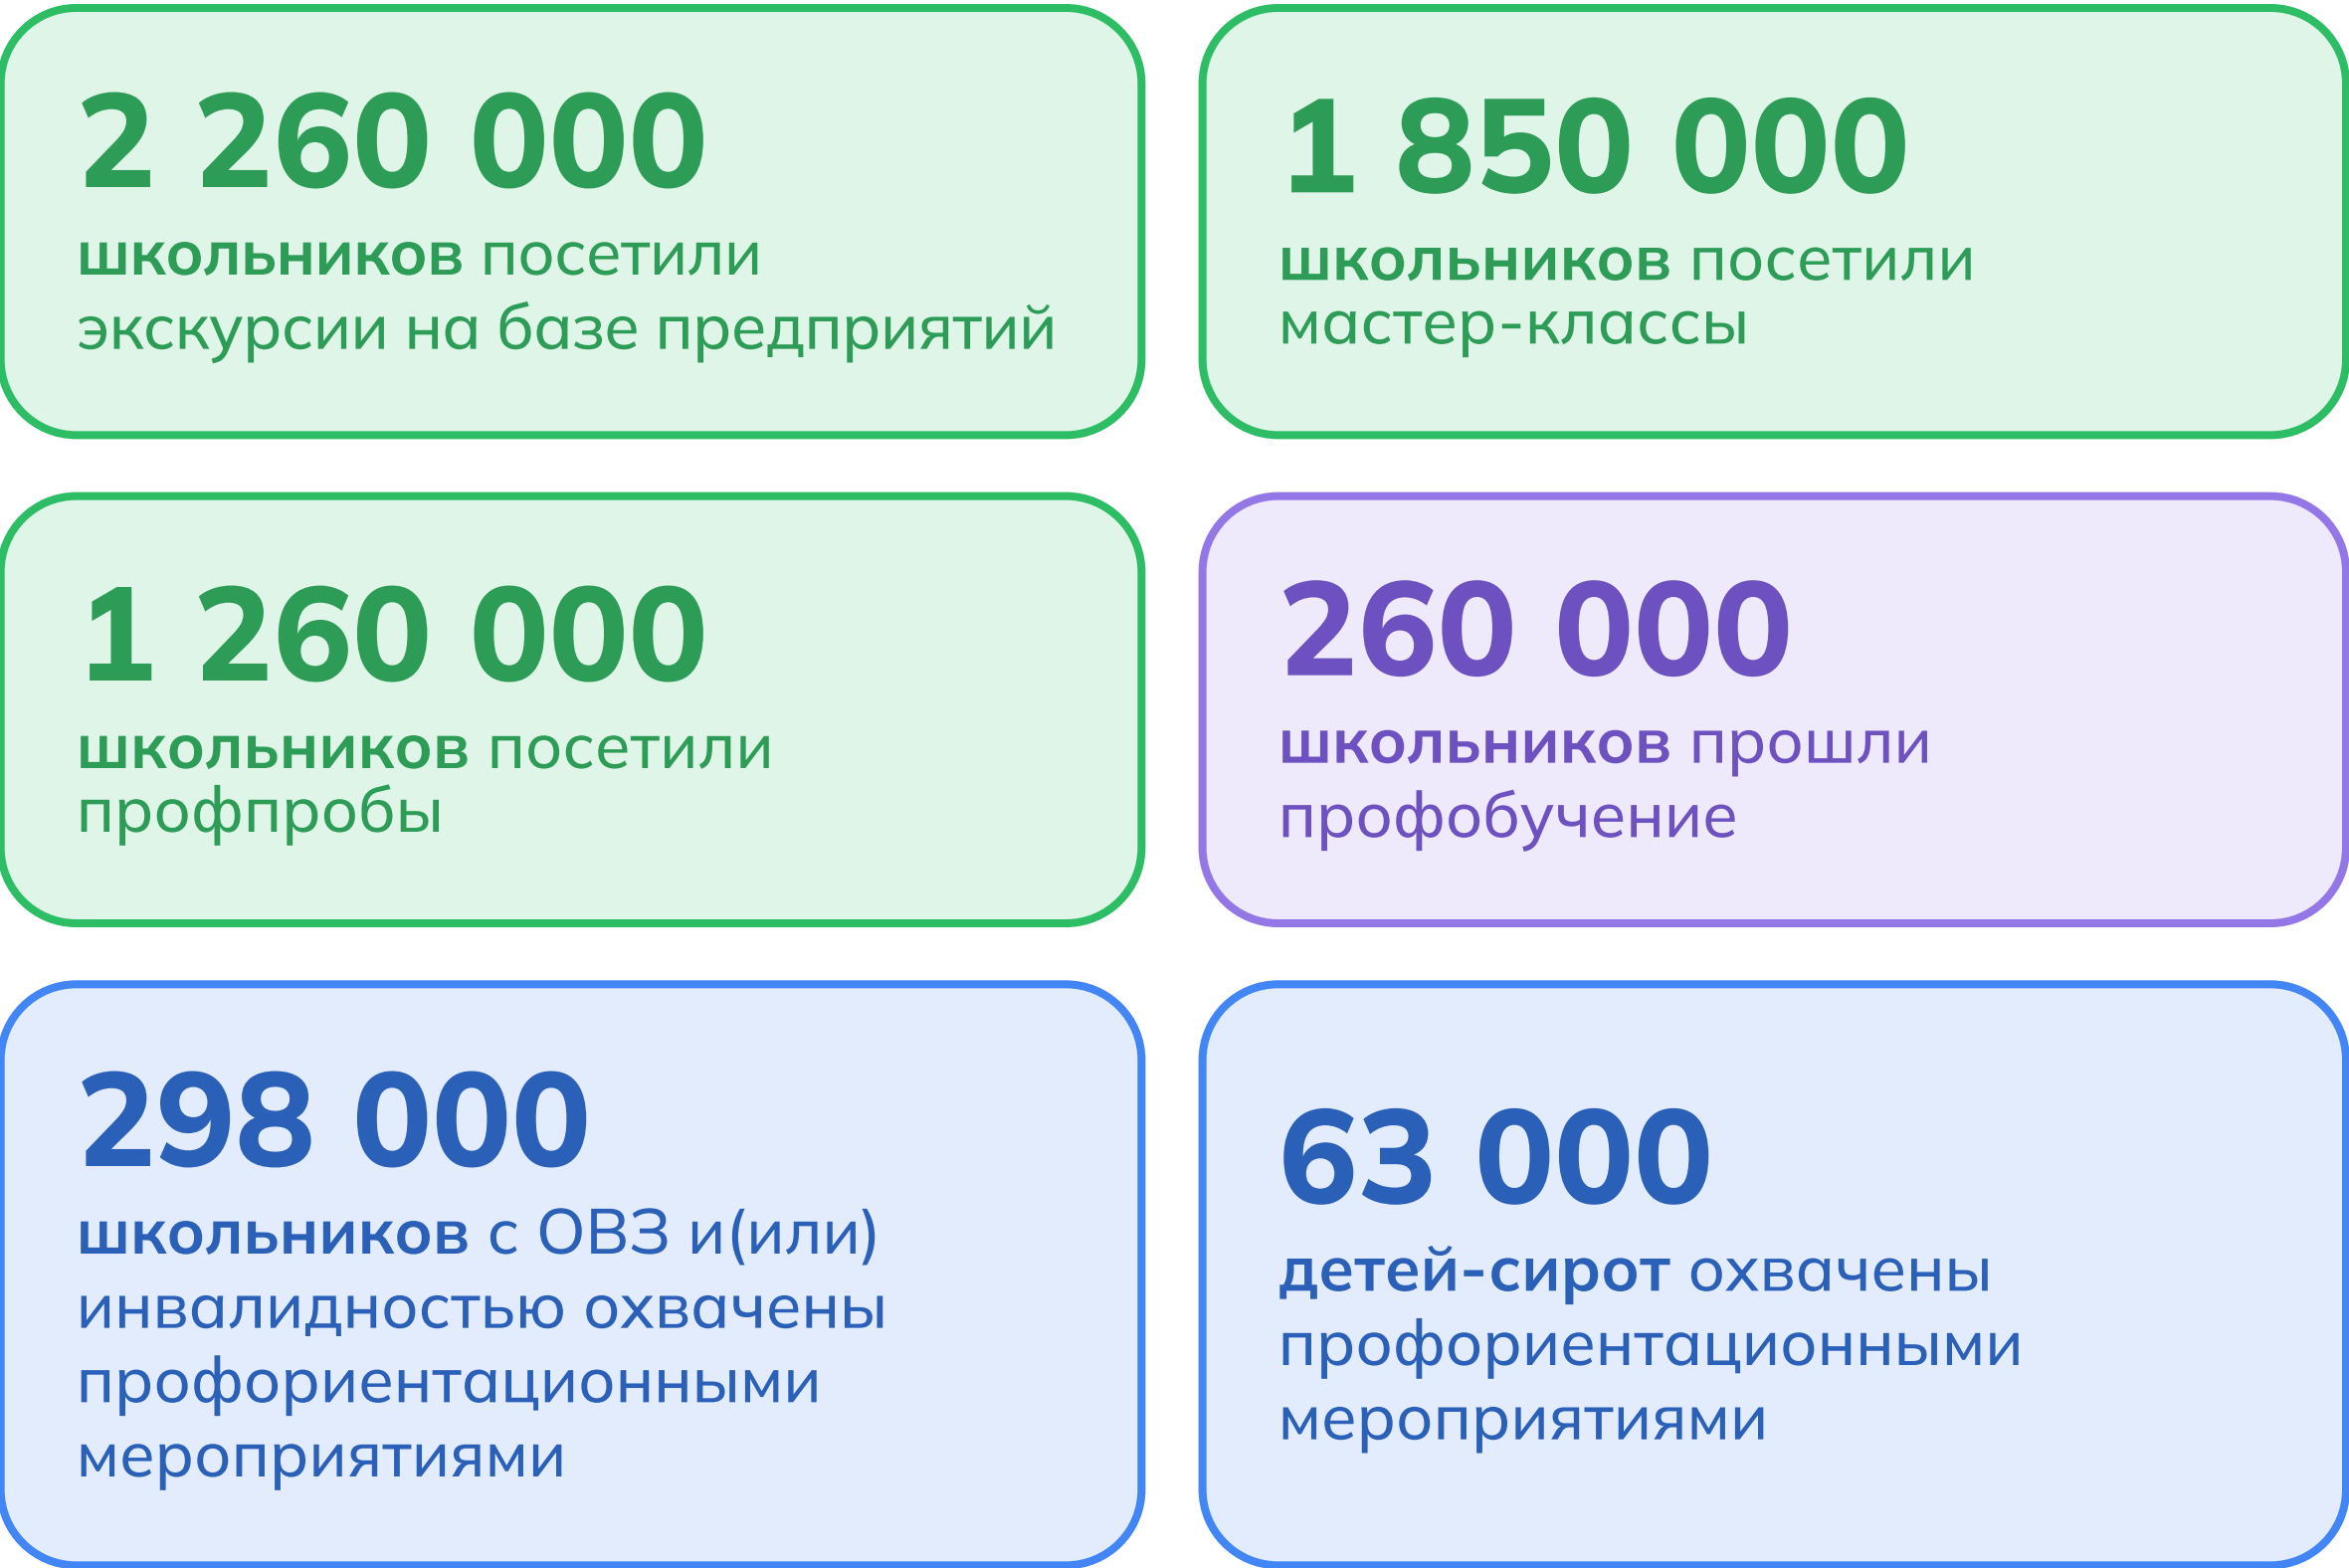 2 260 000
школьников посетили
экскурсии на базе предприятий
1 850 000
школьников посетили
мастер-классы
1 260 000
школьников посетили
профпробы
260 000
школьников прошли
профобучение
298 000
школьников с ОВЗ и(или)
инвалидностью охвачены
профориентационными
мероприятиями
63 000
детей-сирот охвачены
профориентационными
мероприятиями